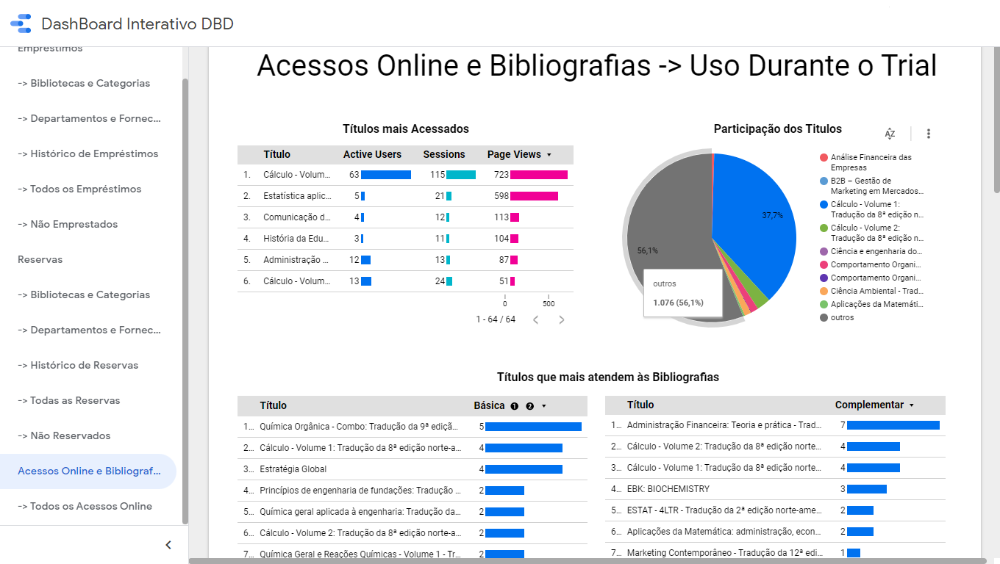 DashBoard Interativo DBD
Empréstimos
-> Bibliotecas e Categorias
-> Departamentos e Fornec...
-> Histórico de Empréstimos
-> Todos os Empréstimos
-> Não Emprestados
Reservas
-> Bibliotecas e Categorias
-> Departamentos e Fornec...
-> Histórico de Reservas
-> Todas as Reservas
-> Não Reservados
Acessos Online e Bibliograf...
-> Todos os Acessos Online
Acessos Online e Bibliografias -> Uso Durante o Trial
Títulos mais Acessados
Título Active Users Sessions Page Views
1. Cálculo - Volum... 63 115 723
2. Estatística aplic... 5 21 598
3. Comunicação d... 4 12 113
4. História da Edu... 3 11 104
5. Administração ... 12 13 87
6. Cálculo - Volum... 13 24 51
0 500
1 - 64 / 64
Participação dos Titulos
AZ
37,7%
56,1%
outros
1.076 (56,1%)
Análise Financeira das
Empresas
B2B – Gestão de
Marketing em Mercados...
Cálculo - Volume 1:
Tradução da 8ª edição n...
Cálculo - Volume 2:
Tradução da 8ª edição n...
Ciência e engenharia do...
Comportamento Organi...
Comportamento Organi...
Ciência Ambiental - Trad...
Aplicações da Matemáti...
outros
Títulos que mais atendem às Bibliografias
Título Básica 1 2
1... Química Orgânica - Combo: Tradução da 9ª ediçã... 5
2... Cálculo - Volume 1: Tradução da 8ª edição norte-a... 4
3... Estratégia Global 4
4... Princípios de engenharia de fundações: Tradução ... 2
5... Química geral aplicada à engenharia: Tradução da... 2
6... Cálculo - Volume 2: Tradução da 8ª edição norte-a... 2
7... Química Geral e Reações Químicas - Volume 1 - Tr... 2
Título Complementar
1... Administração Financeira: Teoria e prática - Trad... 7
2... Cálculo - Volume 2: Tradução da 8ª edição norte... 4
3... Cálculo - Volume 1: Tradução da 8ª edição norte... 4
4... EBK: BIOCHEMISTRY 3
5... ESTAT - 4LTR - Tradução da 2ª edição norte-ame... 2
6... Aplicações da Matemática: administração, econ... 2
7... Marketing Contemporâneo - Tradução da 12ª edi... 1